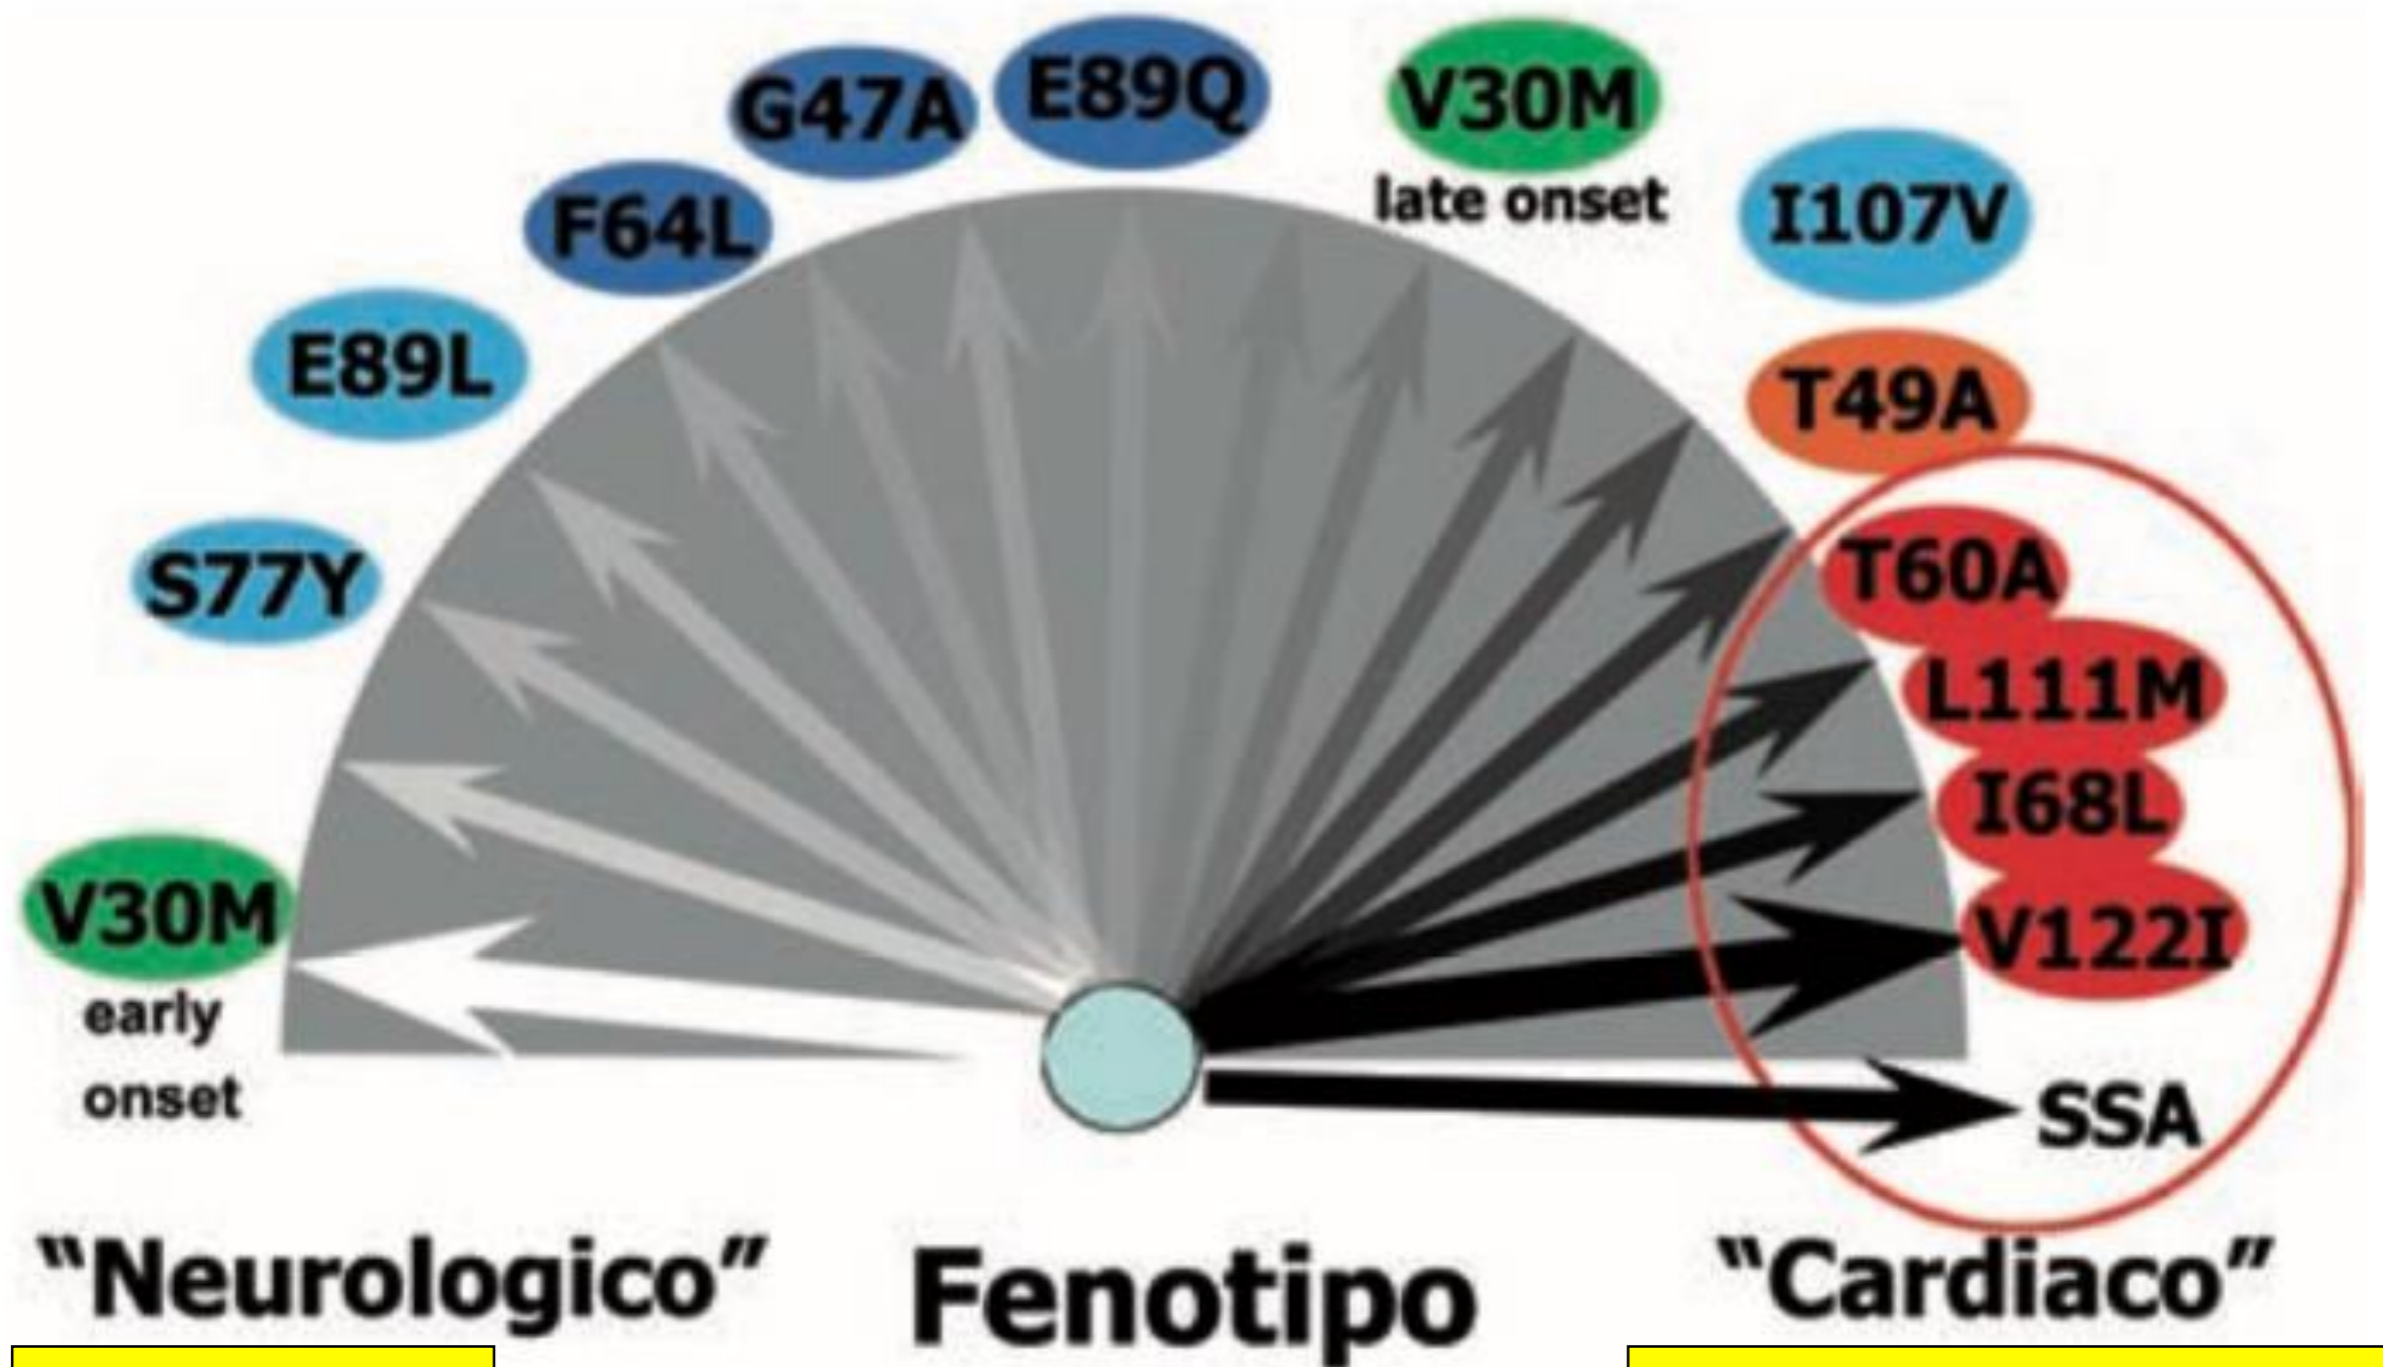 E89Q
V30M
late onset
G47A
I107V
F64L
E89L
T49A
S77Y
T60A
L111M
I68L
V30M
early
onset
V122I
SSA
"Neurologico"
Fenotipo
"Cardiaco"